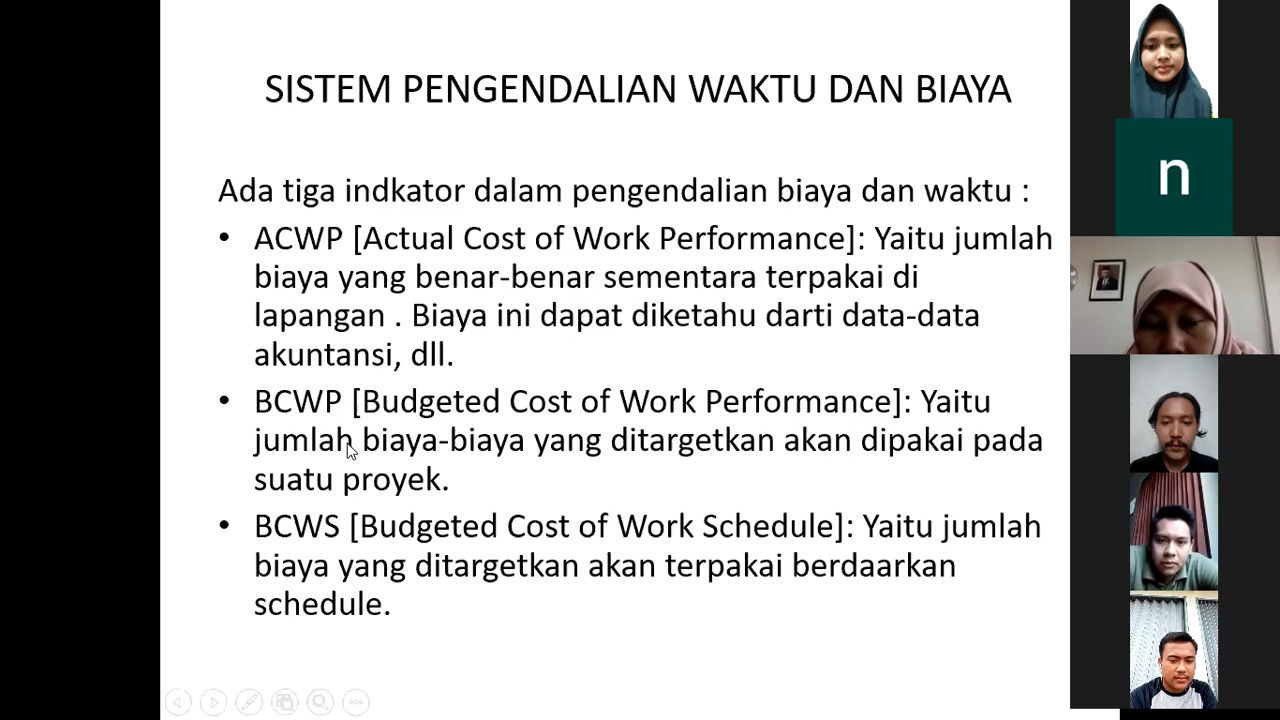 SISTEM PENGENDALIAN WAKTU DAN BIAYA
Ada tiga indkator dalam pengendalian biaya dan waktu :
• ACWP [Actual Cost of Work Performance]: Yaitu jumlah
biaya yang benar-benar sementara terpakai di
lapangan . Biaya ini dapat diketahu darti data-data
akuntansi, dll.
• BCWP [Budgeted Cost of Work Performance]: Yaitu
jumlah biaya-biaya yang ditargetkan akan dipakai pada
suatu proyek.
• BCWS [Budgeted Cost of Work Schedule]: Yaitu jumlah
biaya yang ditargetkan akan terpakai berdaarkan
schedule.
n